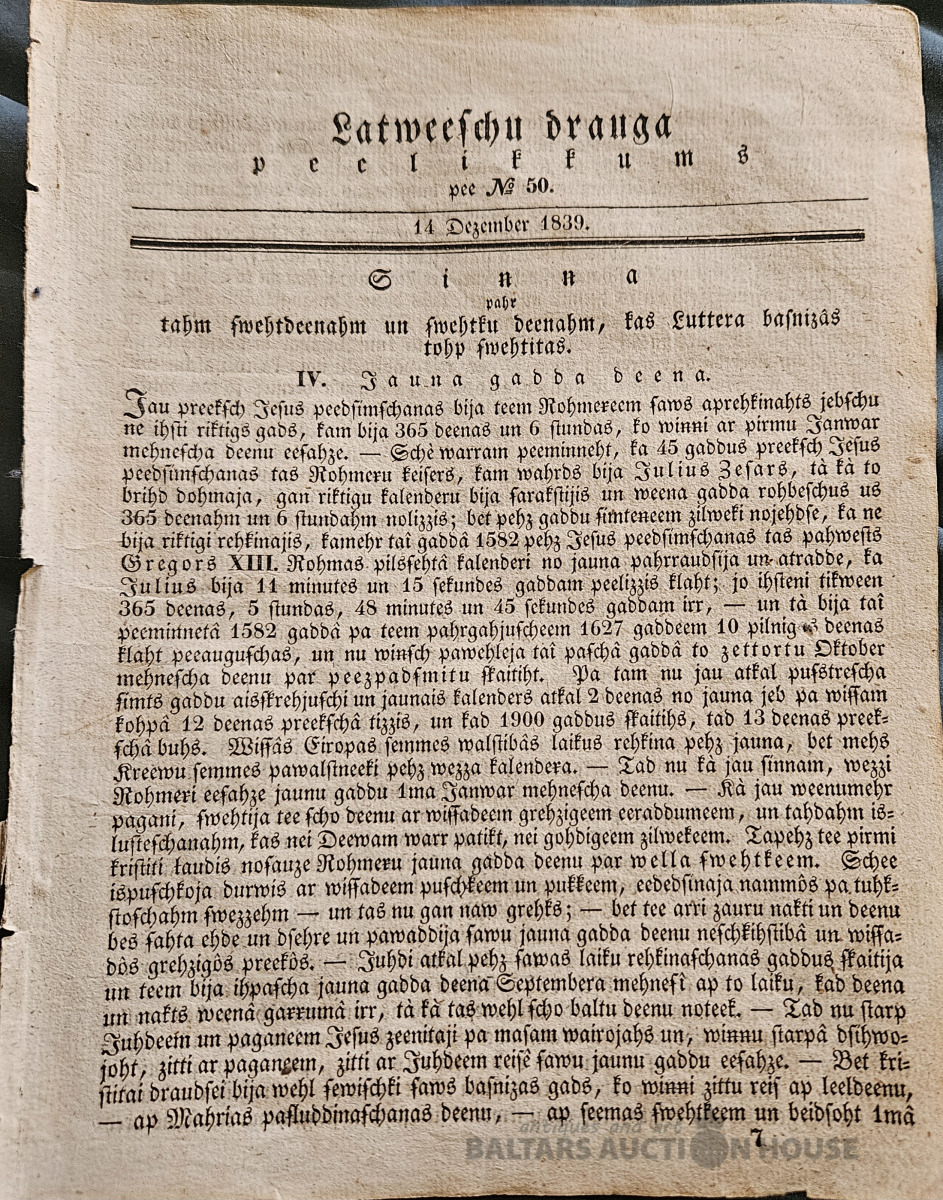 Latweeschu drauga
peelikkums
pee № 50.
14 Dezember 1839.
Sinna
pahr
tahm swehtdeenahm un swehtku deenahm, kas Luttera basnizâs
tohp swehtitas.
IV. Jauna gadda deena.
Jau preeksch Jesus peedsimschanas bija teem Rohmereem saws aprehkinahts jebschu
ne ihsti riktigs gads, kam bija 365 deenas un 6 stundas, ko winni ar pirmu Janwar
mehnescha deenu eesahze. — Schê warram peeminneht, ka 45 gaddus preeksch Jesus
peedsimschanas tas Rohmeru keisers, kam wahrds bija Julius Zesars, tà kà to
brihd dohmaja, gan riktigu kalenderu bija sarakstijis un weena gadda rohbeschus us
365 deenahm un 6 stundahm nolizzis; bet pehz gaddu simteneem zilweki nojehdse, ka ne
bija riktigi rehkinajis, kamehr taî gaddâ 1582 pehz Jesus peedsimschanas tas pahwests
Gregors XIII. Rohmas pilssehtâ kalenderi no jauna pahrraudsija un atradde, ka
Julius bija 11 minutes un 15 sekundes gaddam peelizzis klaht; jo ihsteni tikween
365 deenas, 5 stundas, 48 minutes un 45 sekundes gaddam irr, — un tà bija taî
peeminnetâ 1582 gaddâ pa teem pahrgahjuscheem 1627 gaddeem 10 pilnigas deenas
klaht peeauguschas, un nu winsch pawehleja taî paschâ gaddâ to zettortu Oktober
mehnescha deenu par peezpadsmitu skaitiht. Pa tam nu jau atkal pusstrescha
simts gaddu aisskrehjuschi un jaunais kalenders atkal 2 deenas no jauna jeb pa wissam
kohpâ 12 deenas preekschâ tizzis, un kad 1900 gaddus skaitihs, tad 13 deenas preek-
schâ buhs. Wissâs Eiropas semmes walstibâs laikus rehkina pehz jauna, bet mehs
Kreewu semmes pawalstneeki pehz wezza kalendera. — Tad nu kà jau sinnam, wezzi
Rohmeri eesahze jaunu gaddu 1ma Janwar mehnescha deenu. — Kà jau weenumehr
pagani, swehtija tee scho deenu ar wissadeem grehzigeem eeraddumeem, un tahdahm is-
lusteschanahm, kas nei Deewam warr patikt, nei gohdigeem zilwekeem. Tapehz tee pirmi
kristiti laudis nosauze Rohmeru jauna gadda deenu par wella swehtkeem. Schee
ispuschkoja durwis ar wissadeem puschkeem un pukkeem, eededsinaja nammôs pa tuhk-
stoschahm swezzehm — un tas nu gan naw grehks; — bet tee arri zauru nakti un deenu
bes sahta ehde un dsehre un pawaddija sawu jauna gadda deenu neschkihstibâ un wissa-
dôs grehzigôs preekôs. — Juhdi atkal pehz sawas laiku rehkinaschanas gaddus skaitija
un teem bija ihpascha jauna gadda deena Septembera mehnesî ap to laiku, kad deena
un nakts weenâ garrumâ irr, tà kà tas wehl scho baltu deenu noteek. — Tad nu starp
Juhdeem un paganeem Jesus zeenitaji pa masam wairojahs un, winnu starpâ dsihwo-
joht, zitti ar paganeem, zitti ar Juhdeem reisê sawu jaunu gaddu eesahze. — Bet kri-
stitai draudsei bija wehl sewischki saws basnizas gads, ko winni zittu reis ap leeldeenu,
— ap Mahrias pasluddinaschanas deenu, — ap seemas swehtkeem un beidsoht 1mâ
7
BALTARS AUCTION HOUSE